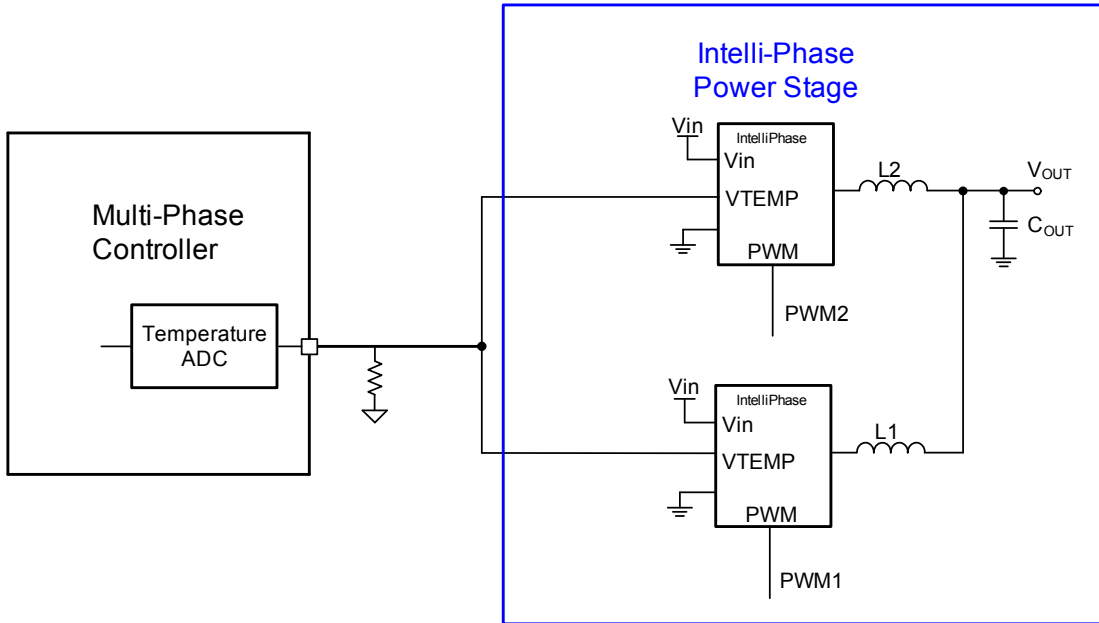 Intelli-Phase
Power Stage
Multi-Phase
Controller
Temperature
ADC
Vin
IntelliPhase
Vin
VTEMP
PWM
PWM2
L2
VOUT
COUT
Vin
IntelliPhase
Vin
VTEMP
PWM
PWM1
L1